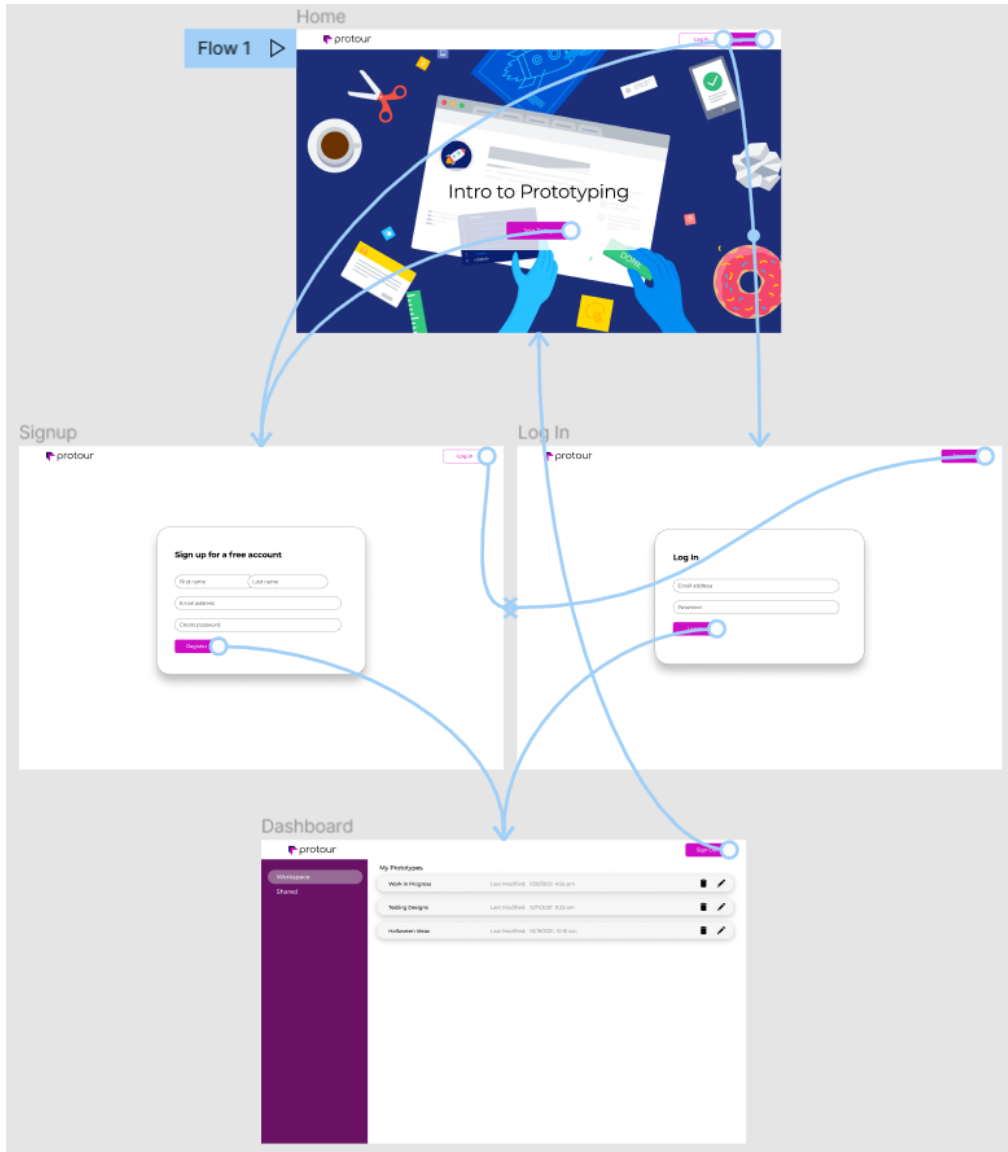 Home
Flow 1
protour
Log In
Intro to Prototyping
DONE
Signup
protour
Log In
Sign up for a free account
First name
Last name
Email address
Create password
Register
Log In
protour
Log In
Email address
Password
Dashboard
protour
Workspace
Shared
My Prototypes
Work in Progress
Last Modified:
Testing Designs
Last Modified:
Halloween Ideas
Last Modified: